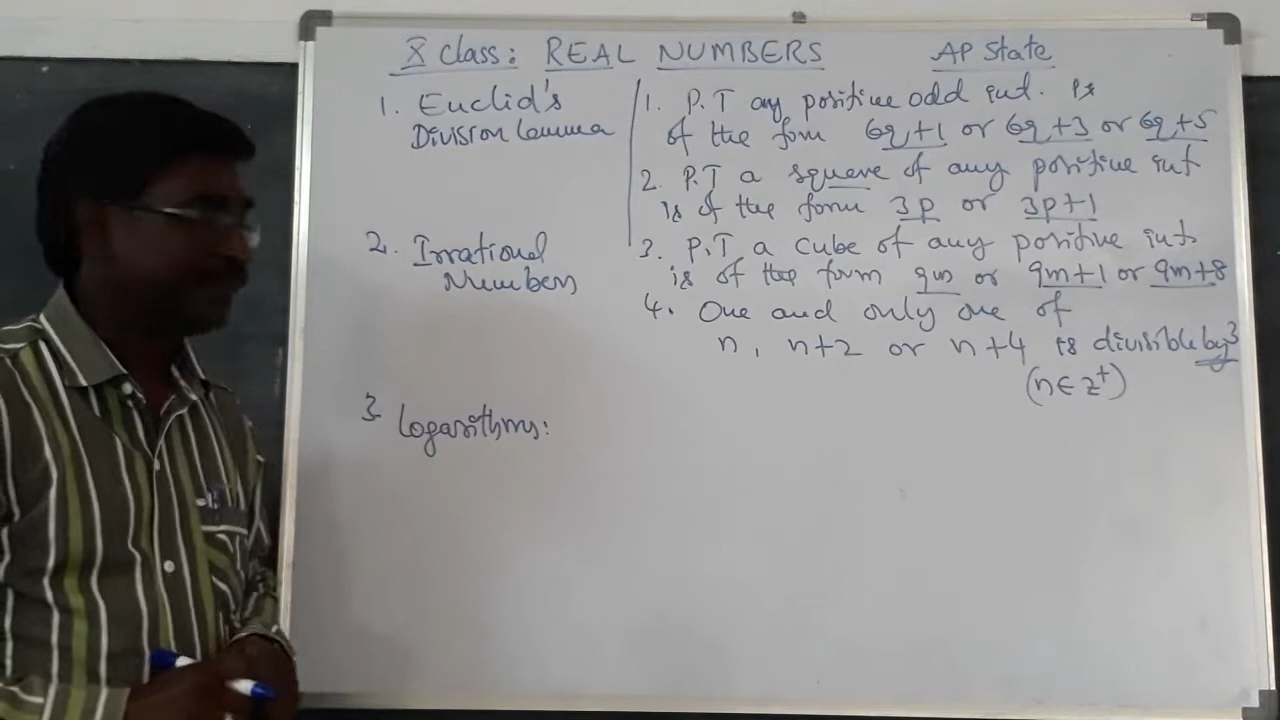 X class: REAL NUMBERS AP State
1. Euclid's
Division Lemma
2. Irrational
Numbers
3 Logarithms:
1. P.T any positive odd int. is
of the form 6q+1 or 6q+3 or 6q+5
2. P.T a square of any positive int
is of the form 3p or 3p+1
3. P.T a cube of any positive int
is of the form 9m or 9m+1 or 9m+8
4. One and only one of
n, n+2 or n+4 is divisible by 3
(n∈z⁺)